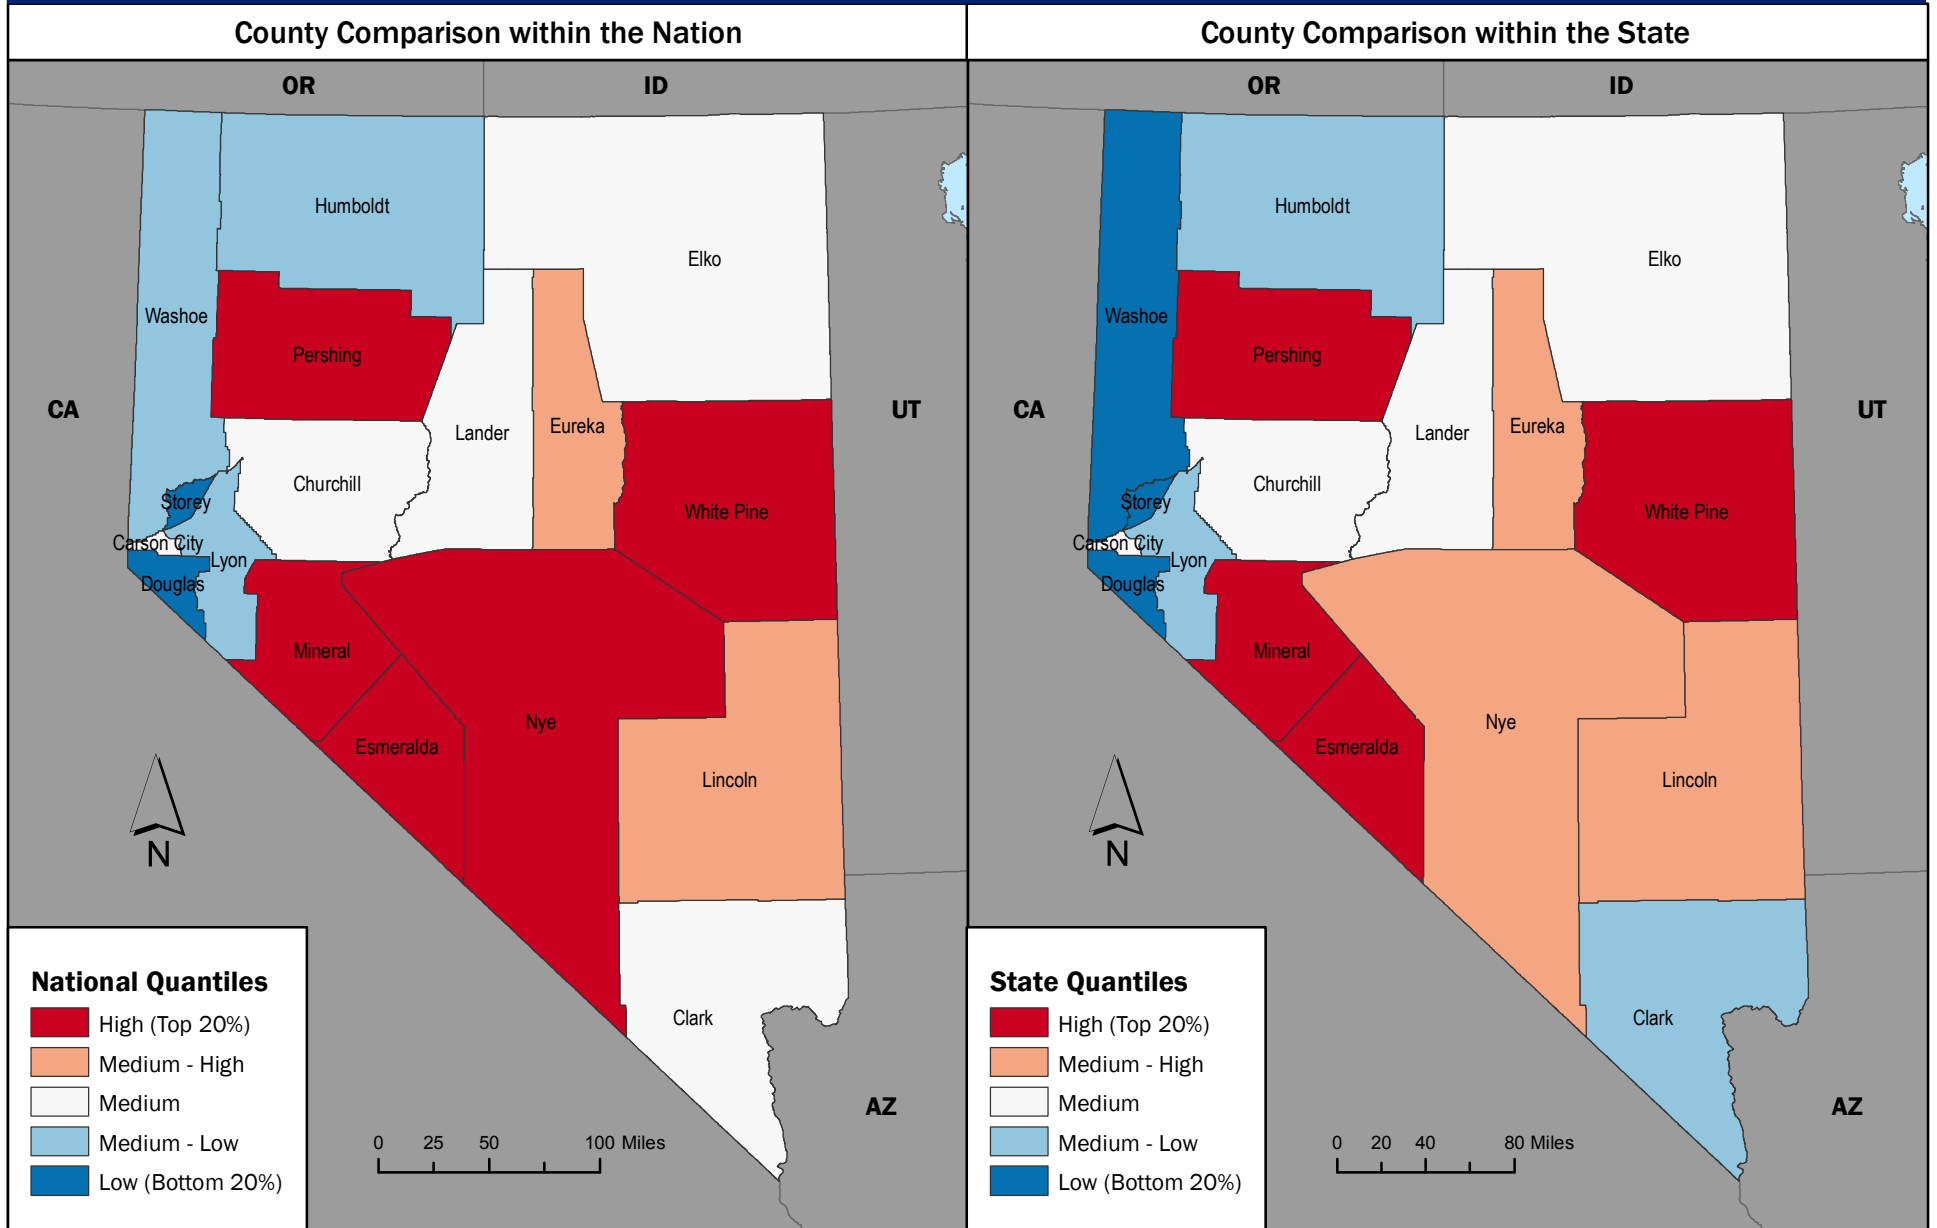 County Comparison within the Nation
OR
ID
Humboldt
Elko
Washoe
Pershing
CA
UT
Eureka
Lander
Churchill
Storey
White Pine
Carson City
Lyon
Douglas
Mineral
Nye
Esmeralda
Lincoln
N
National Quantiles
High (Top 20%)
Medium - High
Medium
Medium - Low
Low (Bottom 20%)
Clark
AZ
0 25 50 100 Miles
County Comparison within the State
OR
ID
Humboldt
Elko
Washoe
Pershing
CA
UT
Eureka
Lander
Churchill
Storey
White Pine
Carson City
Lyon
Douglas
Mineral
Nye
Esmeralda
Lincoln
N
State Quantiles
High (Top 20%)
Medium - High
Medium
Medium - Low
Low (Bottom 20%)
Clark
AZ
0 20 40 80 Miles